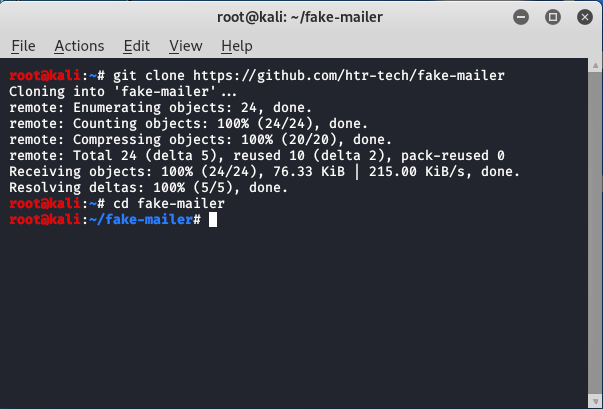 root@kali: ~/fake-mailer
File Actions Edit View Help
root@kali:~# git clone https://github.com/htr-tech/fake-mailer
Cloning into 'fake-mailer'...
remote: Enumerating objects: 24, done.
remote: Counting objects: 100% (24/24), done.
remote: Compressing objects: 100% (20/20), done.
remote: Total 24 (delta 5), reused 10 (delta 2), pack-reused 0
Receiving objects: 100% (24/24), 76.33 KiB | 215.00 KiB/s, done.
Resolving deltas: 100% (5/5), done.
root@kali:~# cd fake-mailer
root@kali:~/fake-mailer#